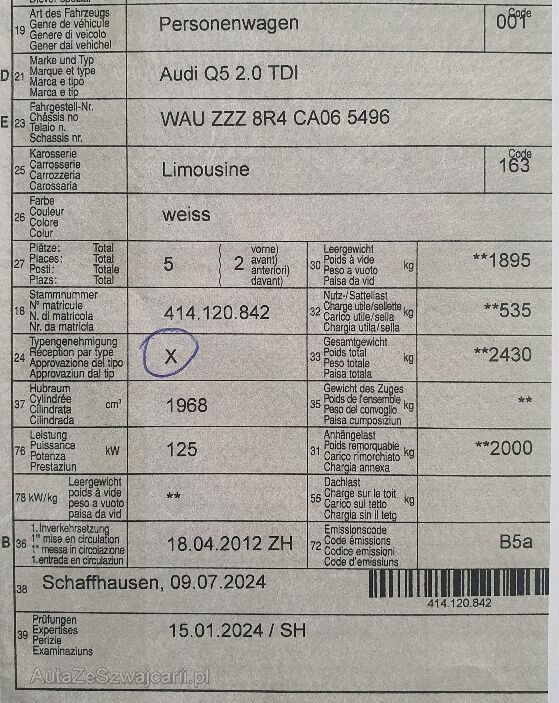 19 Art des Fahrzeugs
Genre de véhicule
Genere di veicolo
Gener dal vehichel
Personenwagen
Code
001
D 21 Marke und Typ
Marque et type
Marca e tipo
Marca e tip
Audi Q5 2.0 TDI
E 23 Fahrgestell-Nr.
Châssis no
Telaio n.
Schassis nr.
WAU ZZZ 8R4 CA06 5496
25 Karosserie
Carrosserie
Carrozzeria
Carossaria
Limousine
Code
163
26 Farbe
Couleur
Colore
Colur
weiss
27 Plätze: Total
Places: Total
Posti: Totale
Plazs: Total
5
2
vorne)
avant)
anteriori)
davant)
30 Leergewicht
Poids à vide
Peso a vuoto
Paisa da vid
kg
**1895
18 Stammnummer
N° matricule
N. di matricola
Nr. da matricla
414.120.842
32 Nutz-/Sattellast
Charge utile/sellette
Carico utile/sella
Chargia utila/sella
kg
**535
24 Typengenehmigung
Réception par type
Approvazione del tipo
Approvaziun dal tip
X
33 Gesamtgewicht
Poids total
Peso totale
Paisa totala
kg
**2430
37 Hubraum
Cylindrée
Cilindrata
Cilindrada
cm³
1968
35 Gewicht des Zuges
Poids de l'ensemble
Peso del convoglio
Paisa cumposiziun
kg
**
76 Leistung
Puissance
Potenza
Prestaziun
kW
125
31 Anhängelast
Poids remorquable
Carico rimorchiato
Chargia annexa
kg
**2000
78 kW/kg
Leergewicht
poids à vide
peso a vuoto
paisa da vid
**
55 Dachlast
Charge sur le toit
Carico sul tetto
Chargia sin il tetg
kg
B 36 1. Inverkehrsetzung
1re mise en circulation
1a messa in circolazione
1. entrada en circulaziun
18.04.2012 ZH
72 Emissionscode
Code émissions
Codice emissioni
Code d'emissiuns
B5a
38 Schaffhausen, 09.07.2024
414.120.842
39 Prüfungen
Expertises
Perizie
Examinaziuns
15.01.2024 / SH
AutaZeSzwajcarii.pl